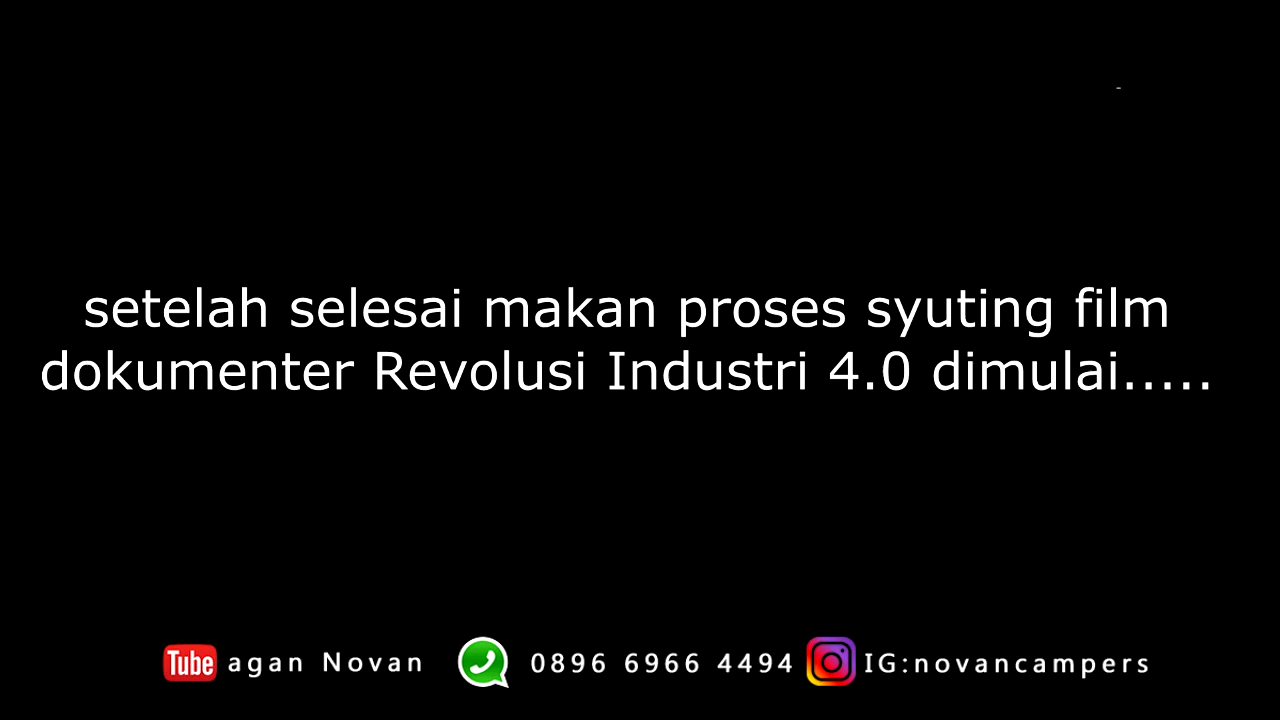 setelah selesai makan proses syuting film
dokumenter Revolusi Industri 4.0 dimulai.....
Tube agan Novan 0896 6966 4494 IG:novancampers